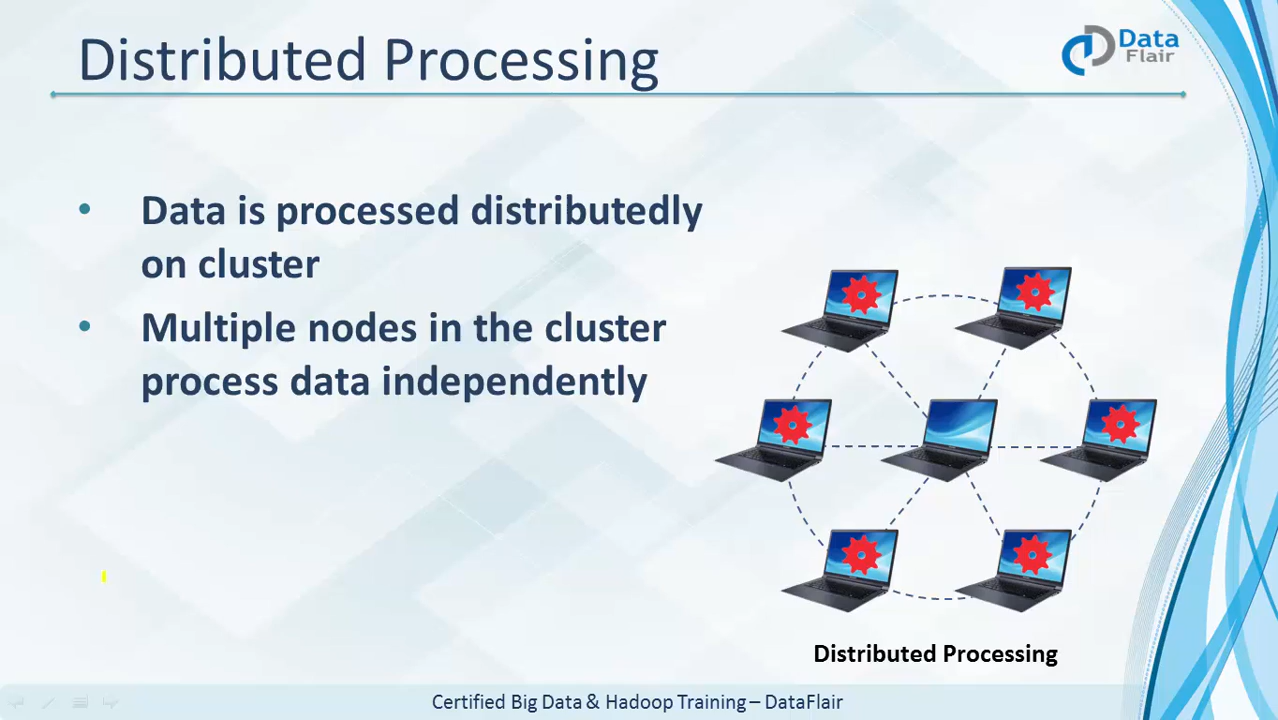 Distributed Processing
Data Flair
• Data is processed distributedly
on cluster
• Multiple nodes in the cluster
process data independently
Distributed Processing
Certified Big Data & Hadoop Training – DataFlair